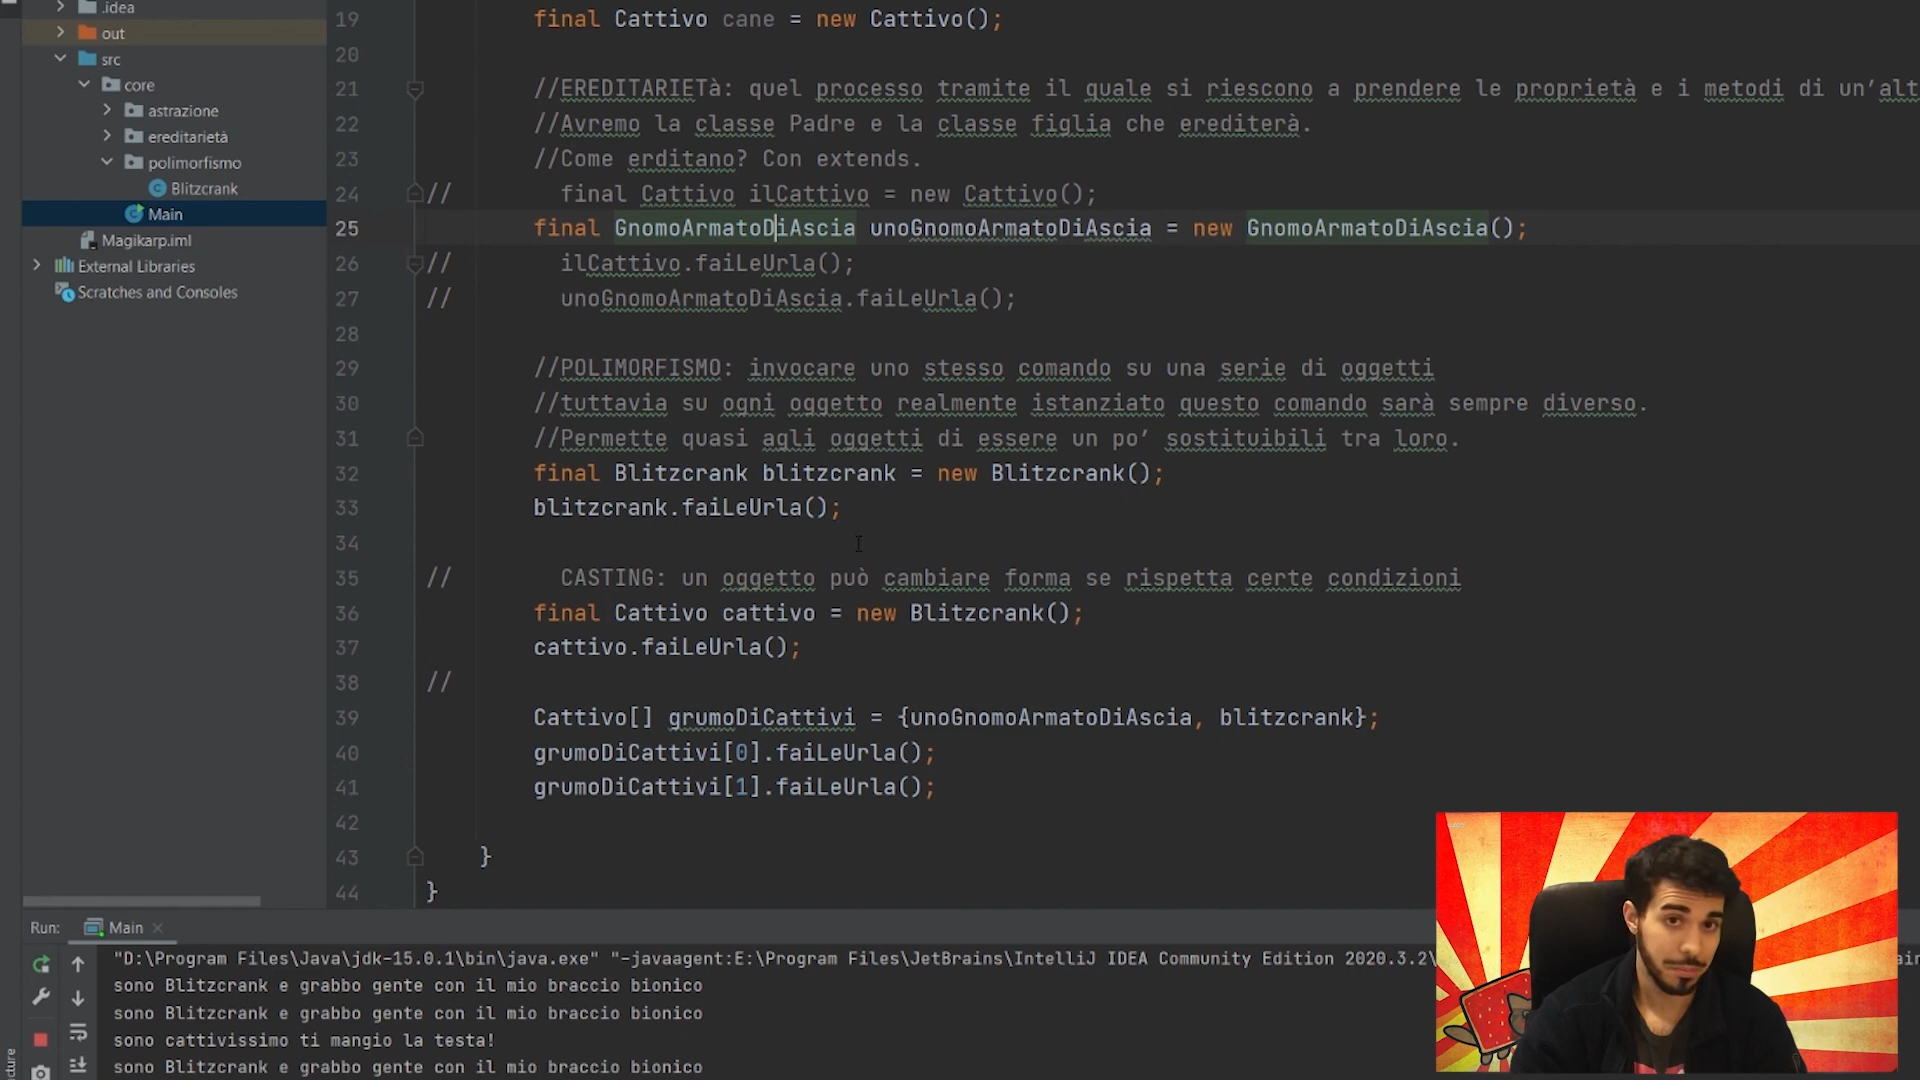 .idea
out
src
core
astrazione
ereditarietà
polimorfismo
Blitzcrank
Main
Magikarp.iml
External Libraries
Scratches and Consoles
19 final Cattivo cane = new Cattivo();
20
21 //EREDITARIETà: quel processo tramite il quale si riescono a prendere le proprietà e i metodi di un'alt
22 //Avremo la classe Padre e la classe figlia che erediterà.
23 //Come erditano? Con extends.
24 // final Cattivo ilCattivo = new Cattivo();
25 final GnomoArmatoDiAscia unoGnomoArmatoDiAscia = new GnomoArmatoDiAscia();
26 // ilCattivo.faiLeUrla();
27 // unoGnomoArmatoDiAscia.faiLeUrla();
28
29 //POLIMORFISMO: invocare uno stesso comando su una serie di oggetti
30 //tuttavia su ogni oggetto realmente istanziato questo comando sarà sempre diverso.
31 //Permette quasi agli oggetti di essere un po' sostituibili tra loro.
32 final Blitzcrank blitzcrank = new Blitzcrank();
33 blitzcrank.faiLeUrla();
34
35 // CASTING: un oggetto può cambiare forma se rispetta certe condizioni
36 final Cattivo cattivo = new Blitzcrank();
37 cattivo.faiLeUrla();
38 //
39 Cattivo[] grumoDiCattivi = {unoGnomoArmatoDiAscia, blitzcrank};
40 grumoDiCattivi[0].faiLeUrla();
41 grumoDiCattivi[1].faiLeUrla();
42
43 }
44 }
Run: Main
"D:\Program Files\Java\jdk-15.0.1\bin\java.exe" "-javaagent:E:\Program Files\JetBrains\IntelliJ IDEA Community Edition 2020.3.2\
sono Blitzcrank e grabbo gente con il mio braccio bionico
sono Blitzcrank e grabbo gente con il mio braccio bionico
sono cattivissimo ti mangio la testa!
sono Blitzcrank e grabbo gente con il mio braccio bionico